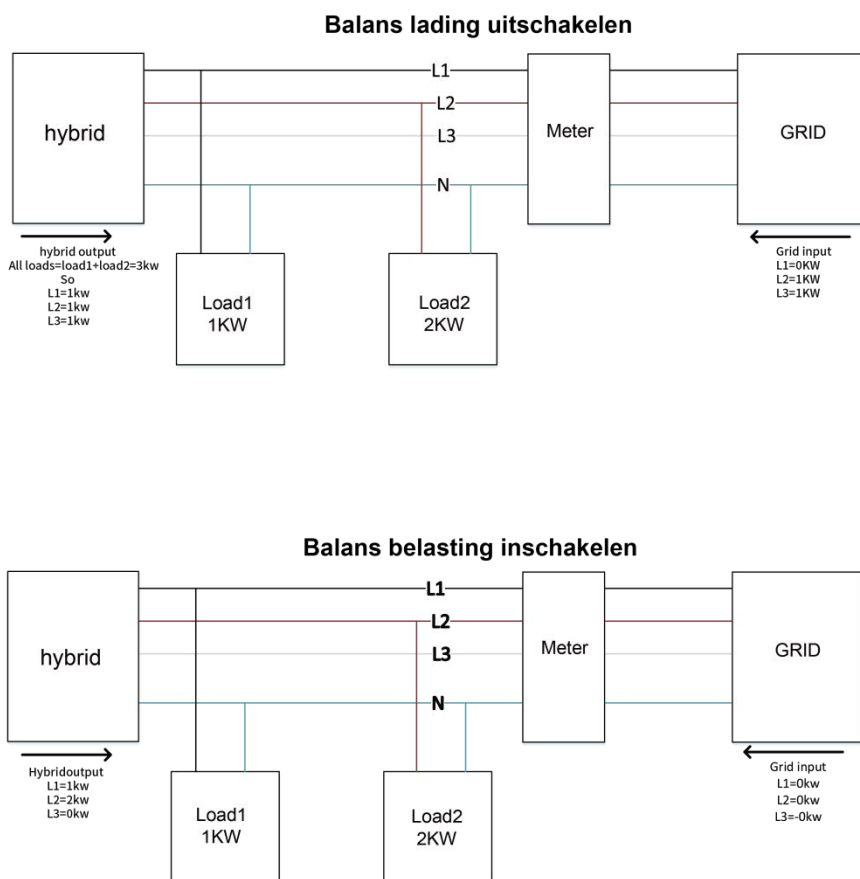 Balans lading uitschakelen
hybrid
L1
L2
L3
N
Meter
GRID
hybrid output
All loads=load1+load2=3kw
So
L1=1kw
L2=1kw
L3=1kw
Load1
1KW
Load2
2KW
Grid input
L1=0KW
L2=1KW
L3=1KW
Balans belasting inschakelen
hybrid
L1
L2
L3
N
Meter
GRID
Hybridoutput
L1=1kw
L2=2kw
L3=0kw
Load1
1KW
Load2
2KW
Grid input
L1=0kw
L2=0kw
L3=-0kw